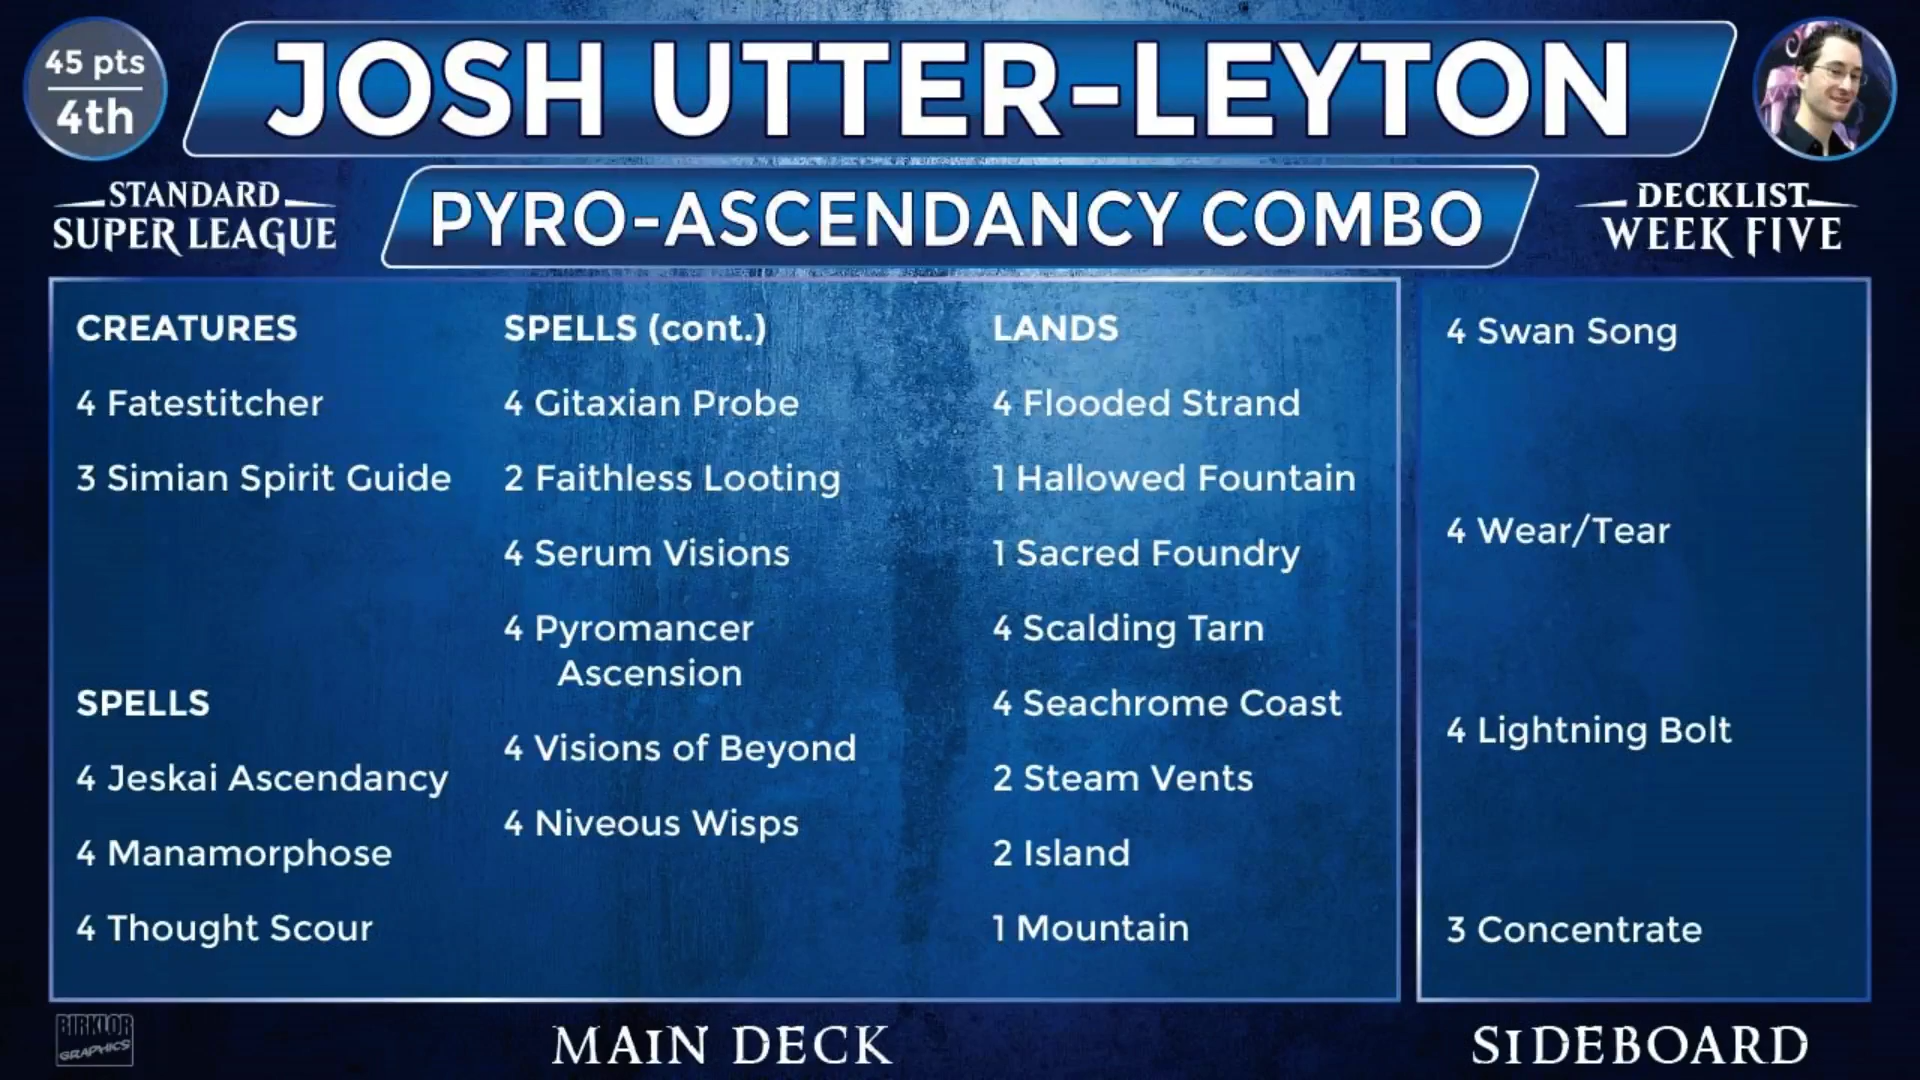 45 pts
4th
JOSH UTTER-LEYTON
STANDARD
SUPER LEAGUE
PYRO-ASCENDANCY COMBO
DECKLIST
WEEK FIVE
CREATURES
4 Fatestitcher
3 Simian Spirit Guide
SPELLS
4 Jeskai Ascendancy
4 Manamorphose
4 Thought Scour
SPELLS (cont.)
4 Gitaxian Probe
2 Faithless Looting
4 Serum Visions
4 Pyromancer
Ascension
4 Visions of Beyond
4 Niveous Wisps
LANDS
4 Flooded Strand
1 Hallowed Fountain
1 Sacred Foundry
4 Scalding Tarn
4 Seachrome Coast
2 Steam Vents
2 Island
1 Mountain
4 Swan Song
4 Wear/Tear
4 Lightning Bolt
3 Concentrate
BIRKLOR
GRAPHICS
MAIN DECK
SIDEBOARD